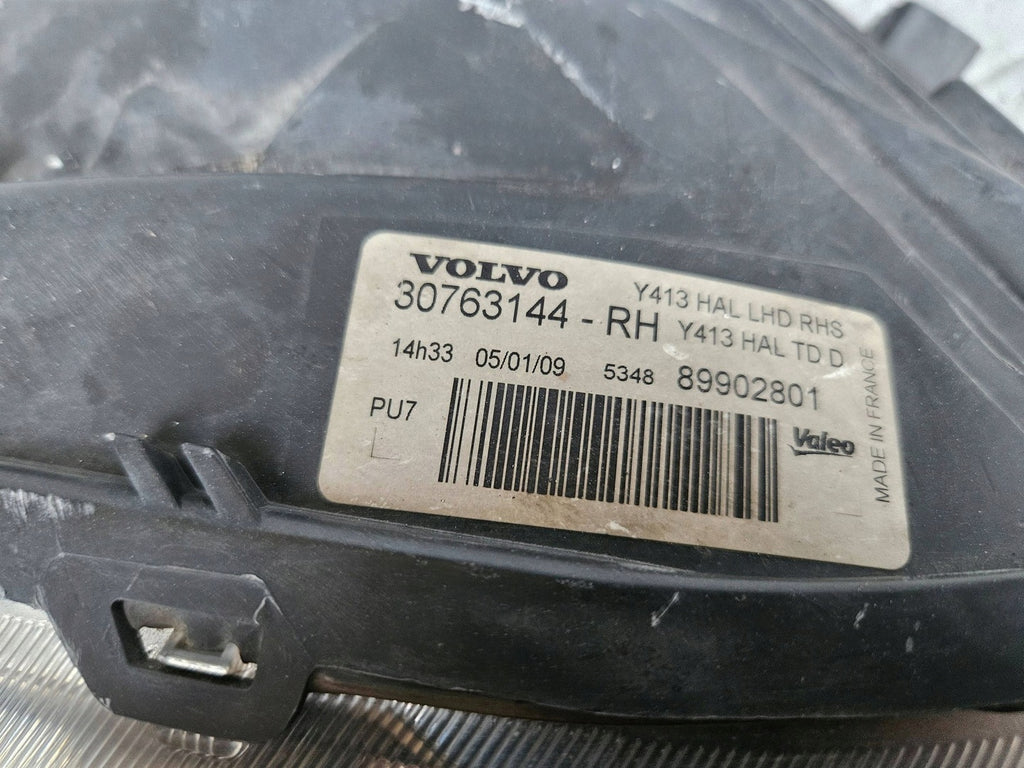 VOLVO
30763144 - RH
Y413 HAL LHD RHS
Y413 HAL TD D
14h33 05/01/09 5348 89902801
PU7
Valeo
MADE IN FRANCE